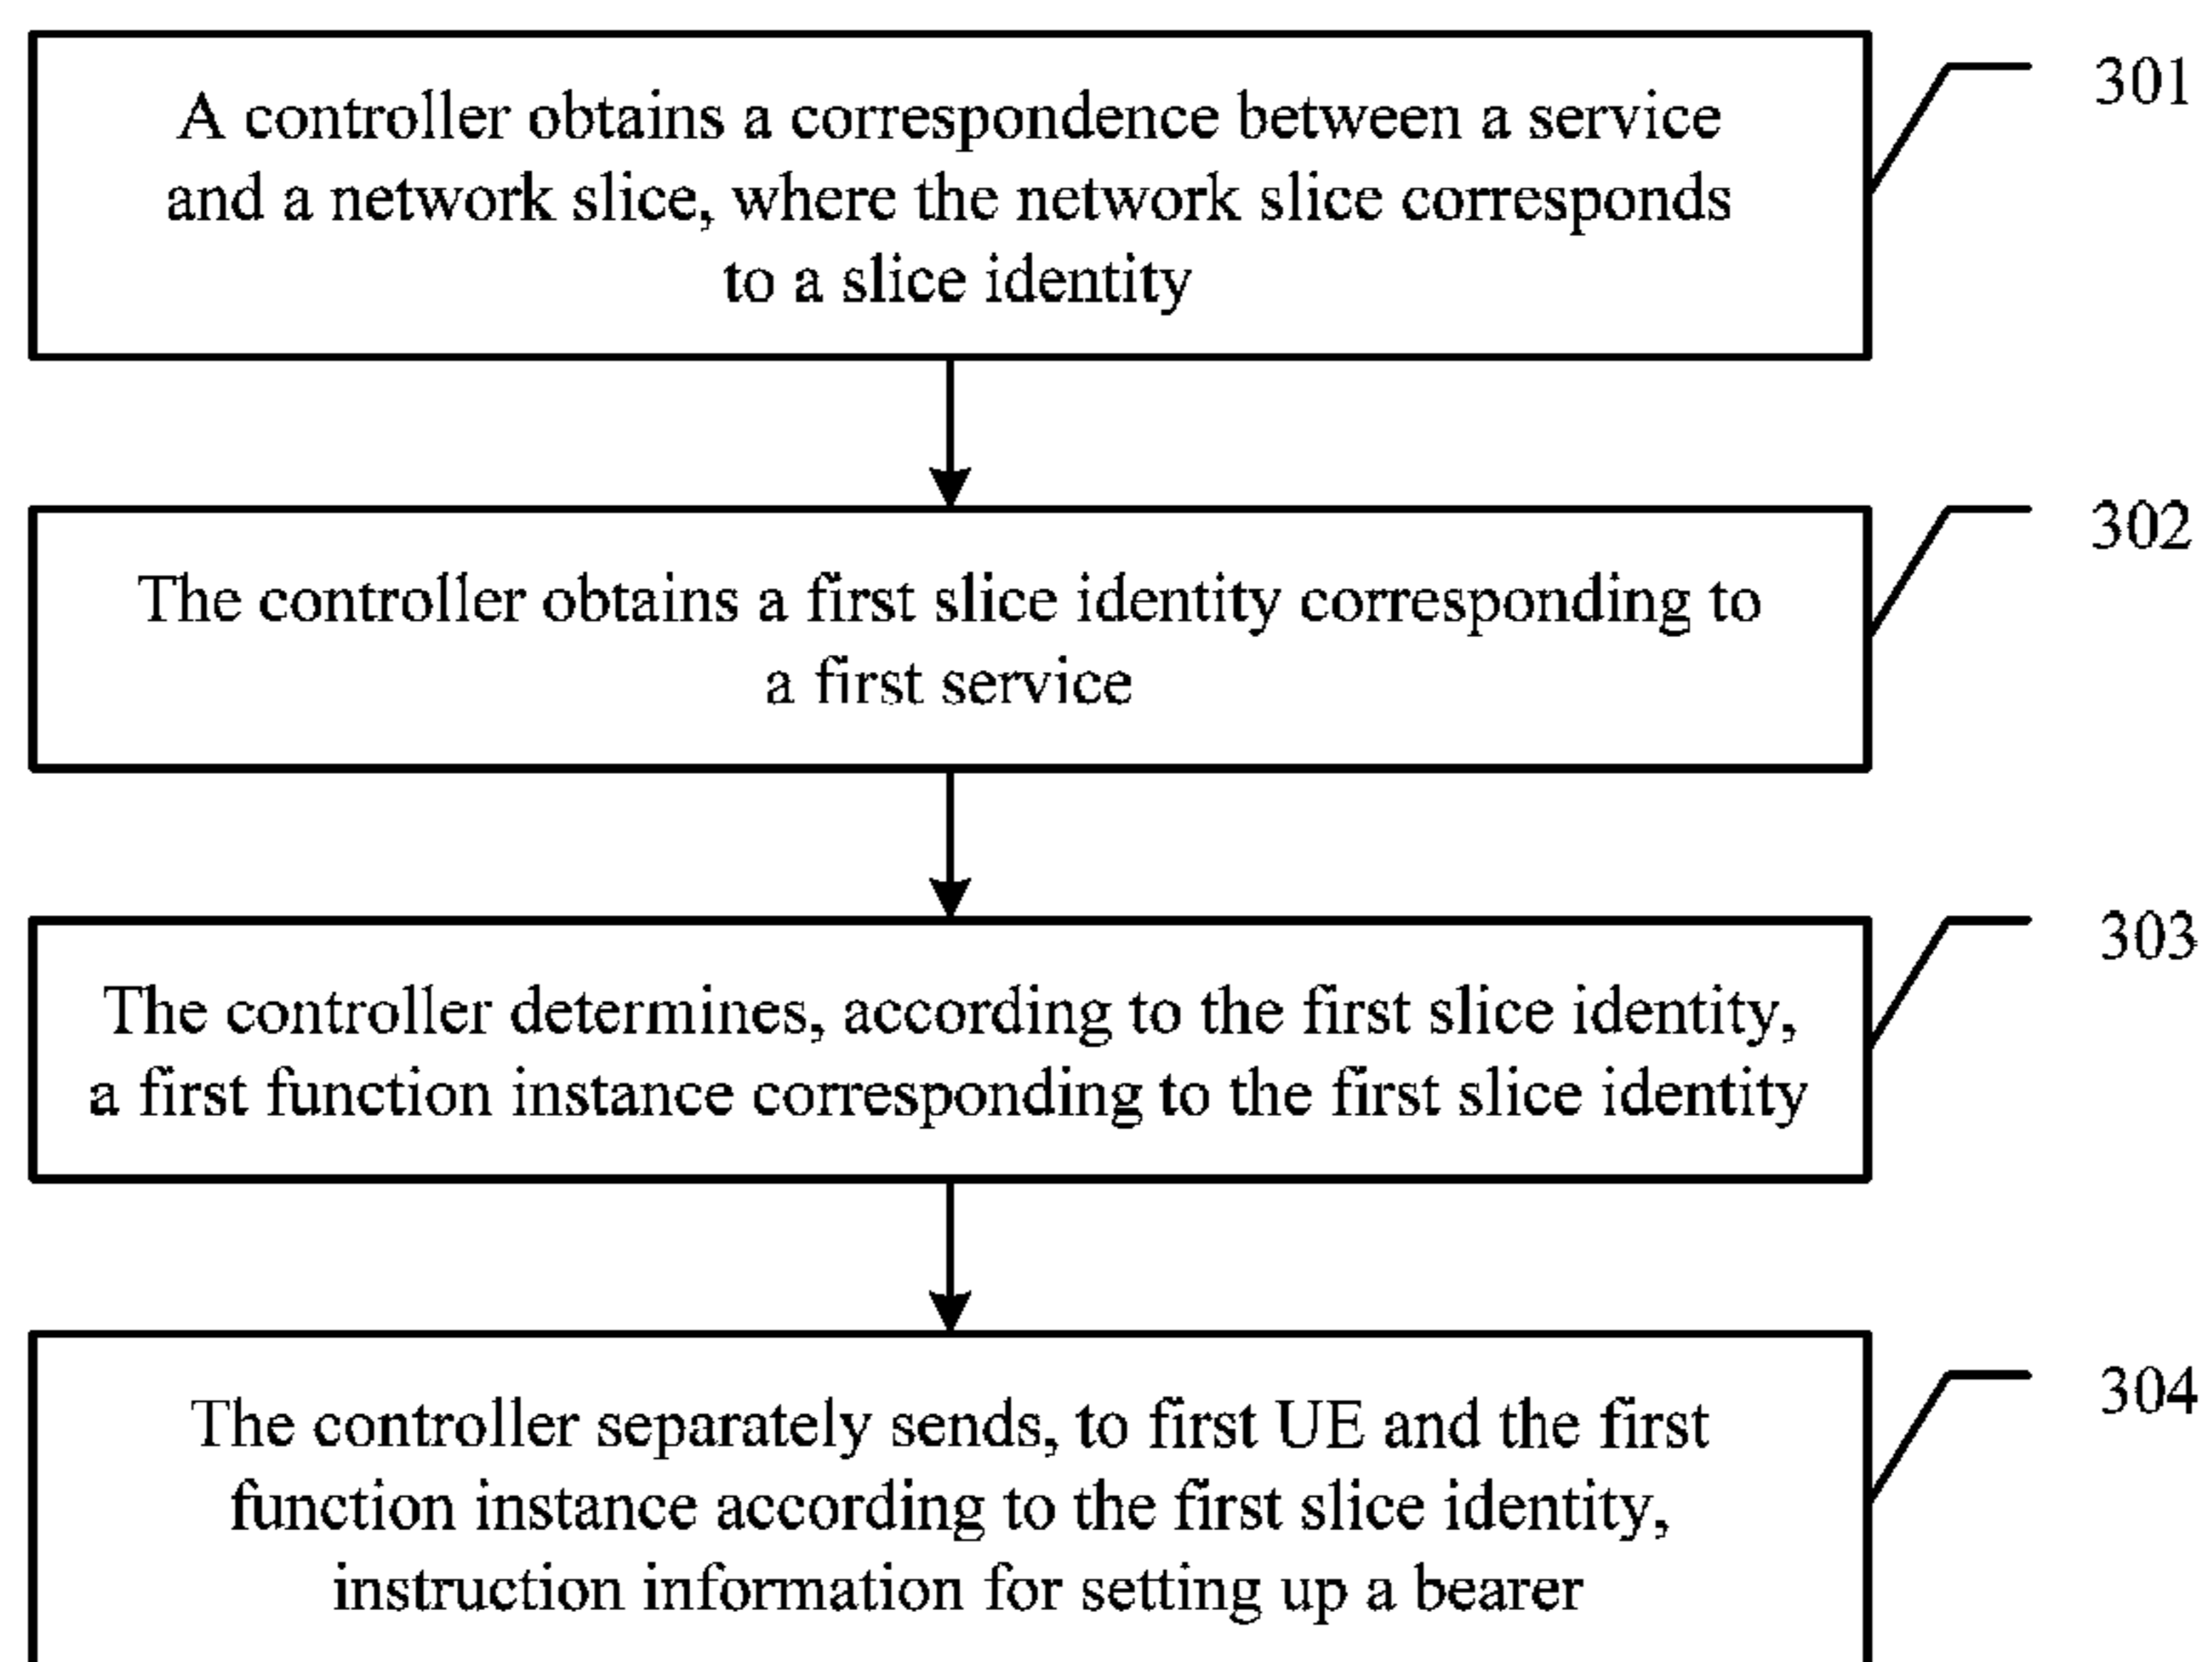 A controller obtains a correspondence between a service
and a network slice, where the network slice corresponds
to a slice identity
301
The controller obtains a first slice identity corresponding to
a first service
302
The controller determines, according to the first slice identity,
a first function instance corresponding to the first slice identity
303
The controller separately sends, to first UE and the first
function instance according to the first slice identity,
instruction information for setting up a bearer
304